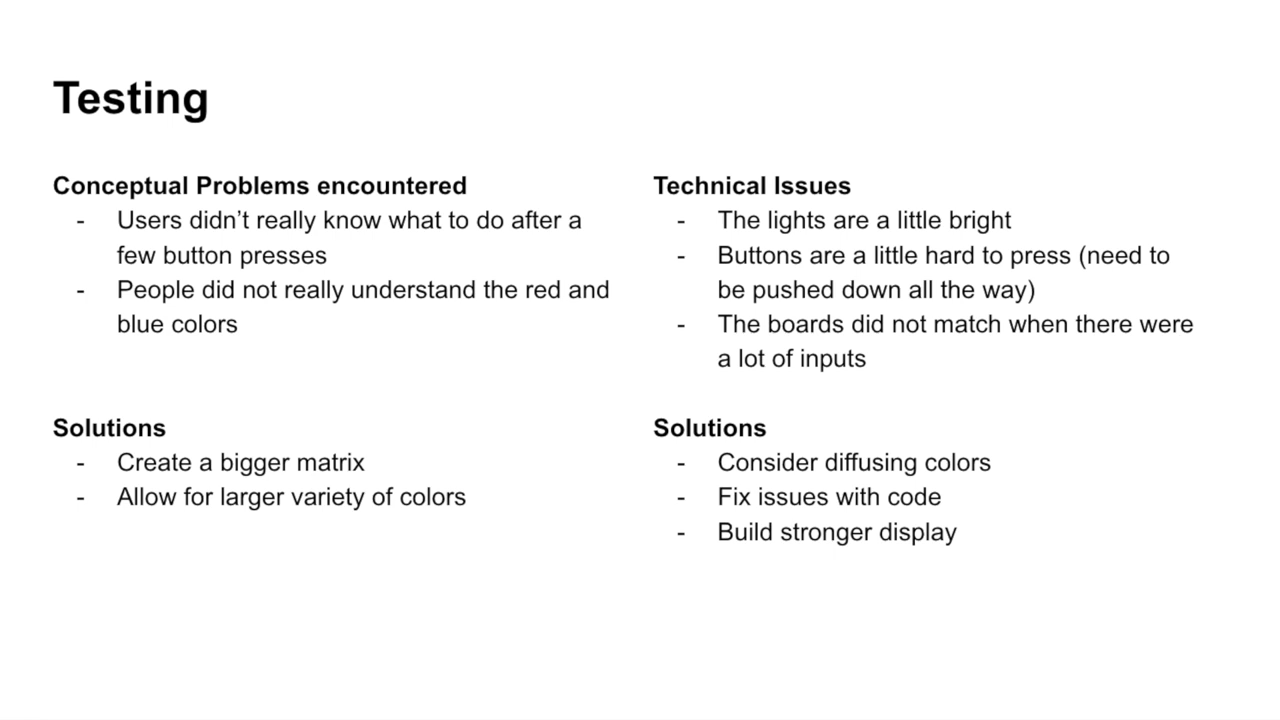 Testing
Conceptual Problems encountered
- Users didn’t really know what to do after a
few button presses
- People did not really understand the red and
blue colors
Solutions
- Create a bigger matrix
- Allow for larger variety of colors
Technical Issues
- The lights are a little bright
- Buttons are a little hard to press (need to
be pushed down all the way)
- The boards did not match when there were
a lot of inputs
Solutions
- Consider diffusing colors
- Fix issues with code
- Build stronger display